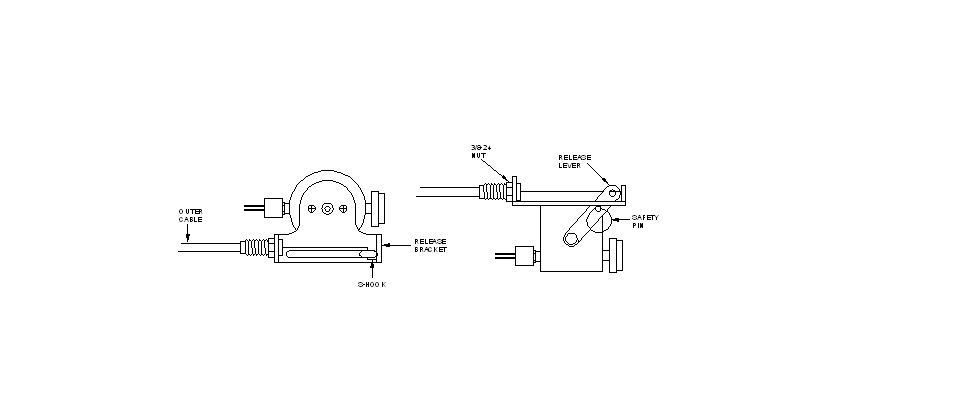 3/8-24
NUT
RELEASE
LEVER
OUTER
CABLE
SAFETY
PIN
RELEASE
BRACKET
S-HOOK